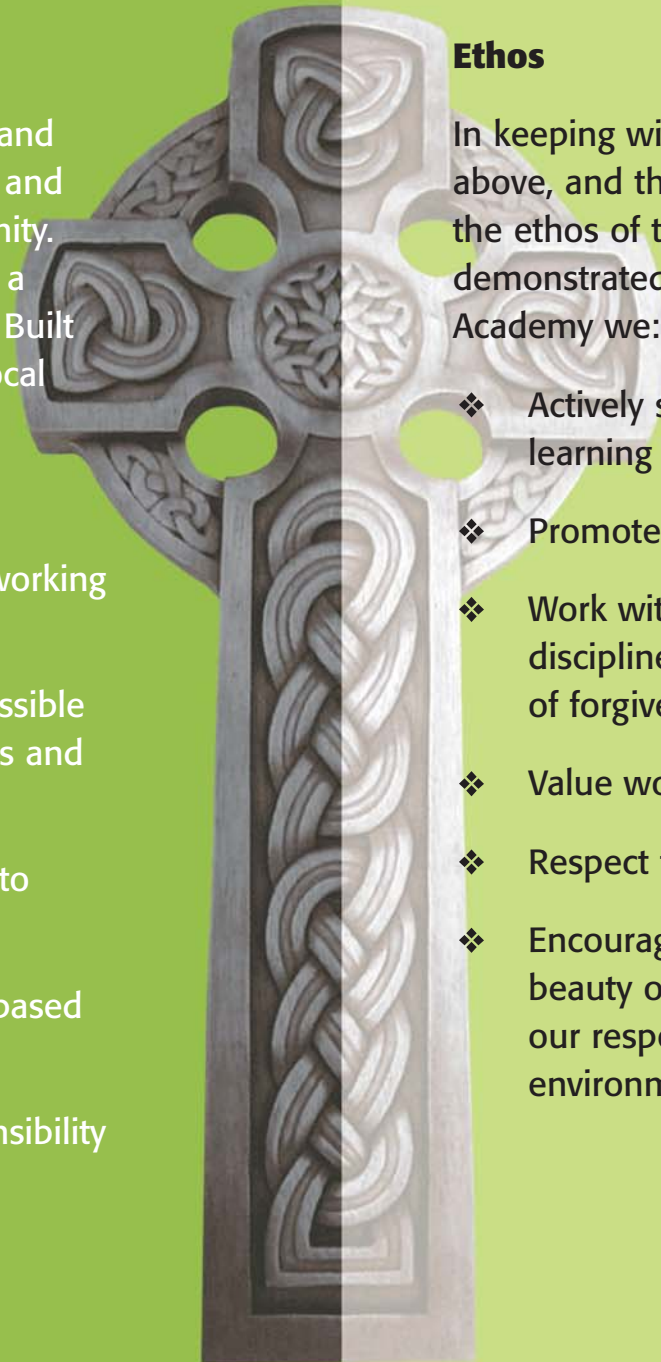 and
and
nity.
a
Built
ocal
working
ssible
s and
to
based
nsibility
Ethos
In keeping wi
above, and th
the ethos of t
demonstrated
Academy we:
❖ Actively s
learning
❖ Promote
❖ Work wit
discipline
of forgive
❖ Value wo
❖ Respect t
❖ Encourag
beauty o
our respo
environm